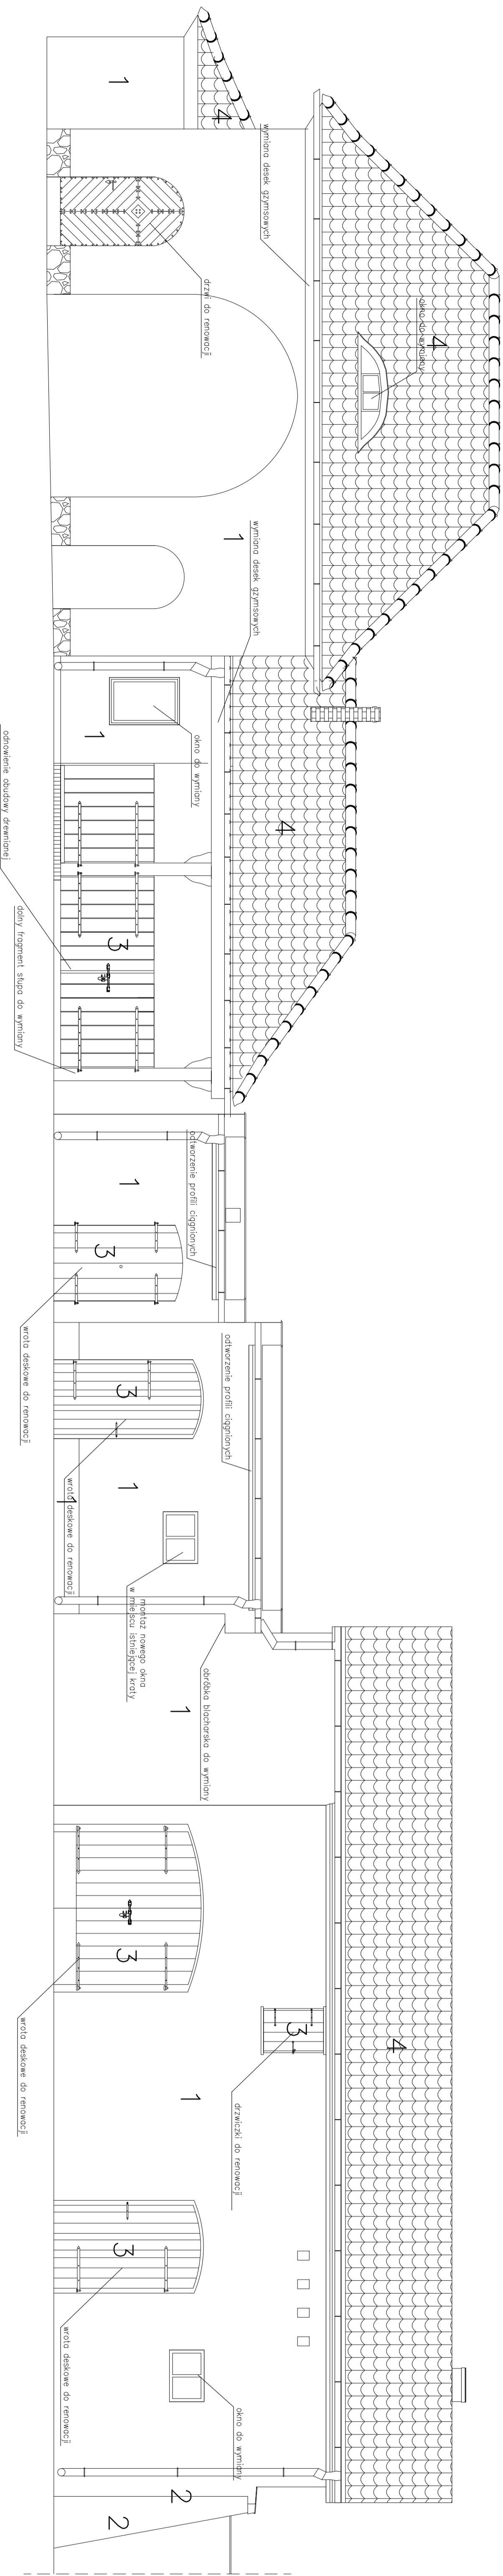 1
4
wymiana desek gzymsowych
drzwi do renowacji
okno do wymiany
4
1
wymiana desek gzymsowych
okno do wymiany
1
4
3
odnowienie obudowy drewnianej
dolny fragment słupa do wymiany
odtworzenie profili ciągnionych
1
3
wrota deskowe do renowacji
odtworzenie profili ciągnionych
3
1
1
wrota deskowe do renowacji
montaż nowego okna
w miejscu istniejącej kraty
obróbka blacharska do wymiany
1
3
wrota deskowe do renowacji
3
drzwiczki do renowacji
4
1
3
wrota deskowe do renowacji
okno do wymiany
2
2